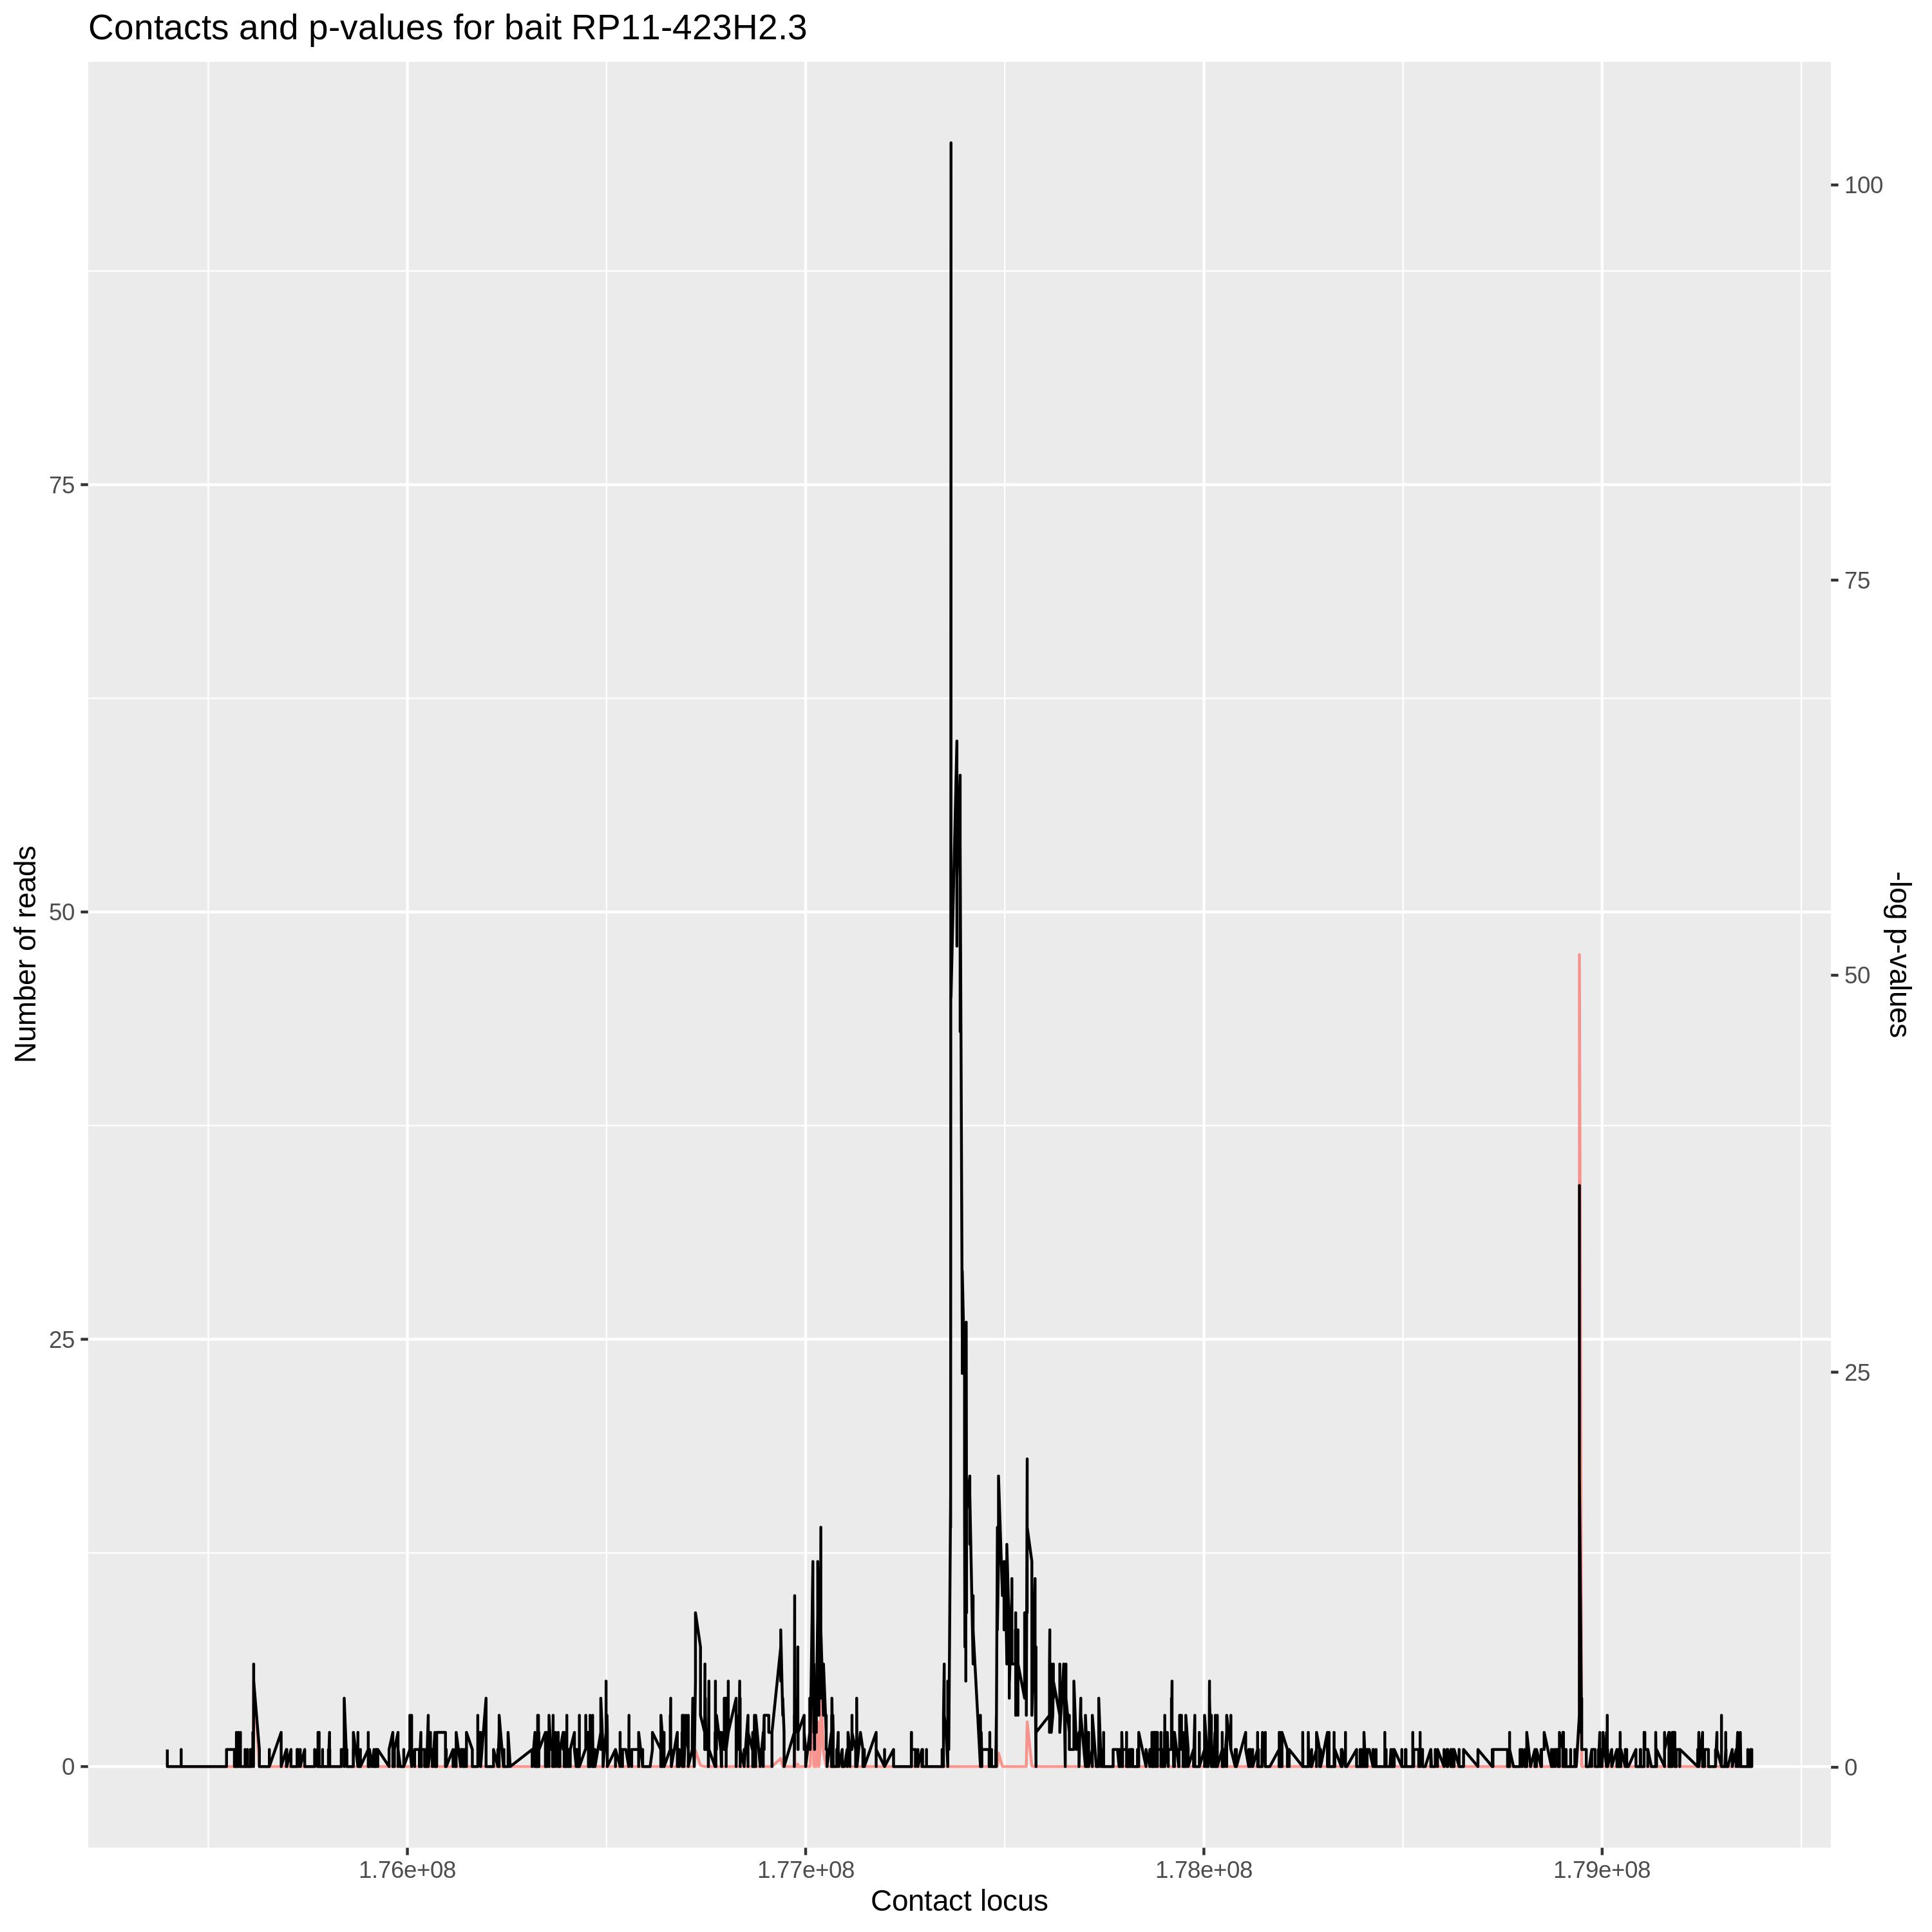 Contacts and p-values for bait RP11-423H2.3
Number of reads
75
50
25
0
100
75
50
25
0
-log p-values
1.76e+08
1.77e+08
1.78e+08
1.79e+08
Contact locus